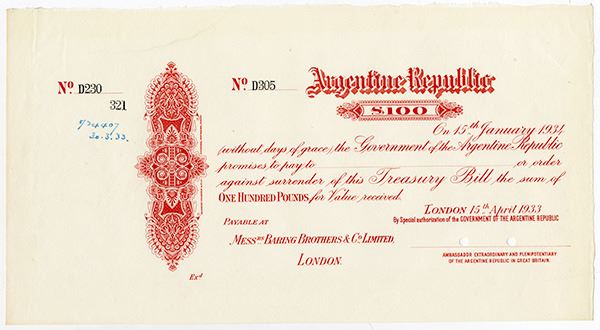 Nº D230
321
9/34407
30.3.33.
Exd
Nº D305
Argentine Republic
£100
On 15th January 1934
(without days of grace) the Government of the Argentine Republic
promises to pay to or order
against surrender of this Treasury Bill the sum of
ONE HUNDRED POUNDS for Value received.
LONDON 15th April 1933
By Special authorization of the GOVERNMENT OF THE ARGENTINE REPUBLIC
PAYABLE AT
MESSRS BARING BROTHERS & CO. LIMITED,
LONDON.
AMBASSADOR EXTRAORDINARY AND PLENIPOTENTIARY
OF THE ARGENTINE REPUBLIC IN GREAT BRITAIN